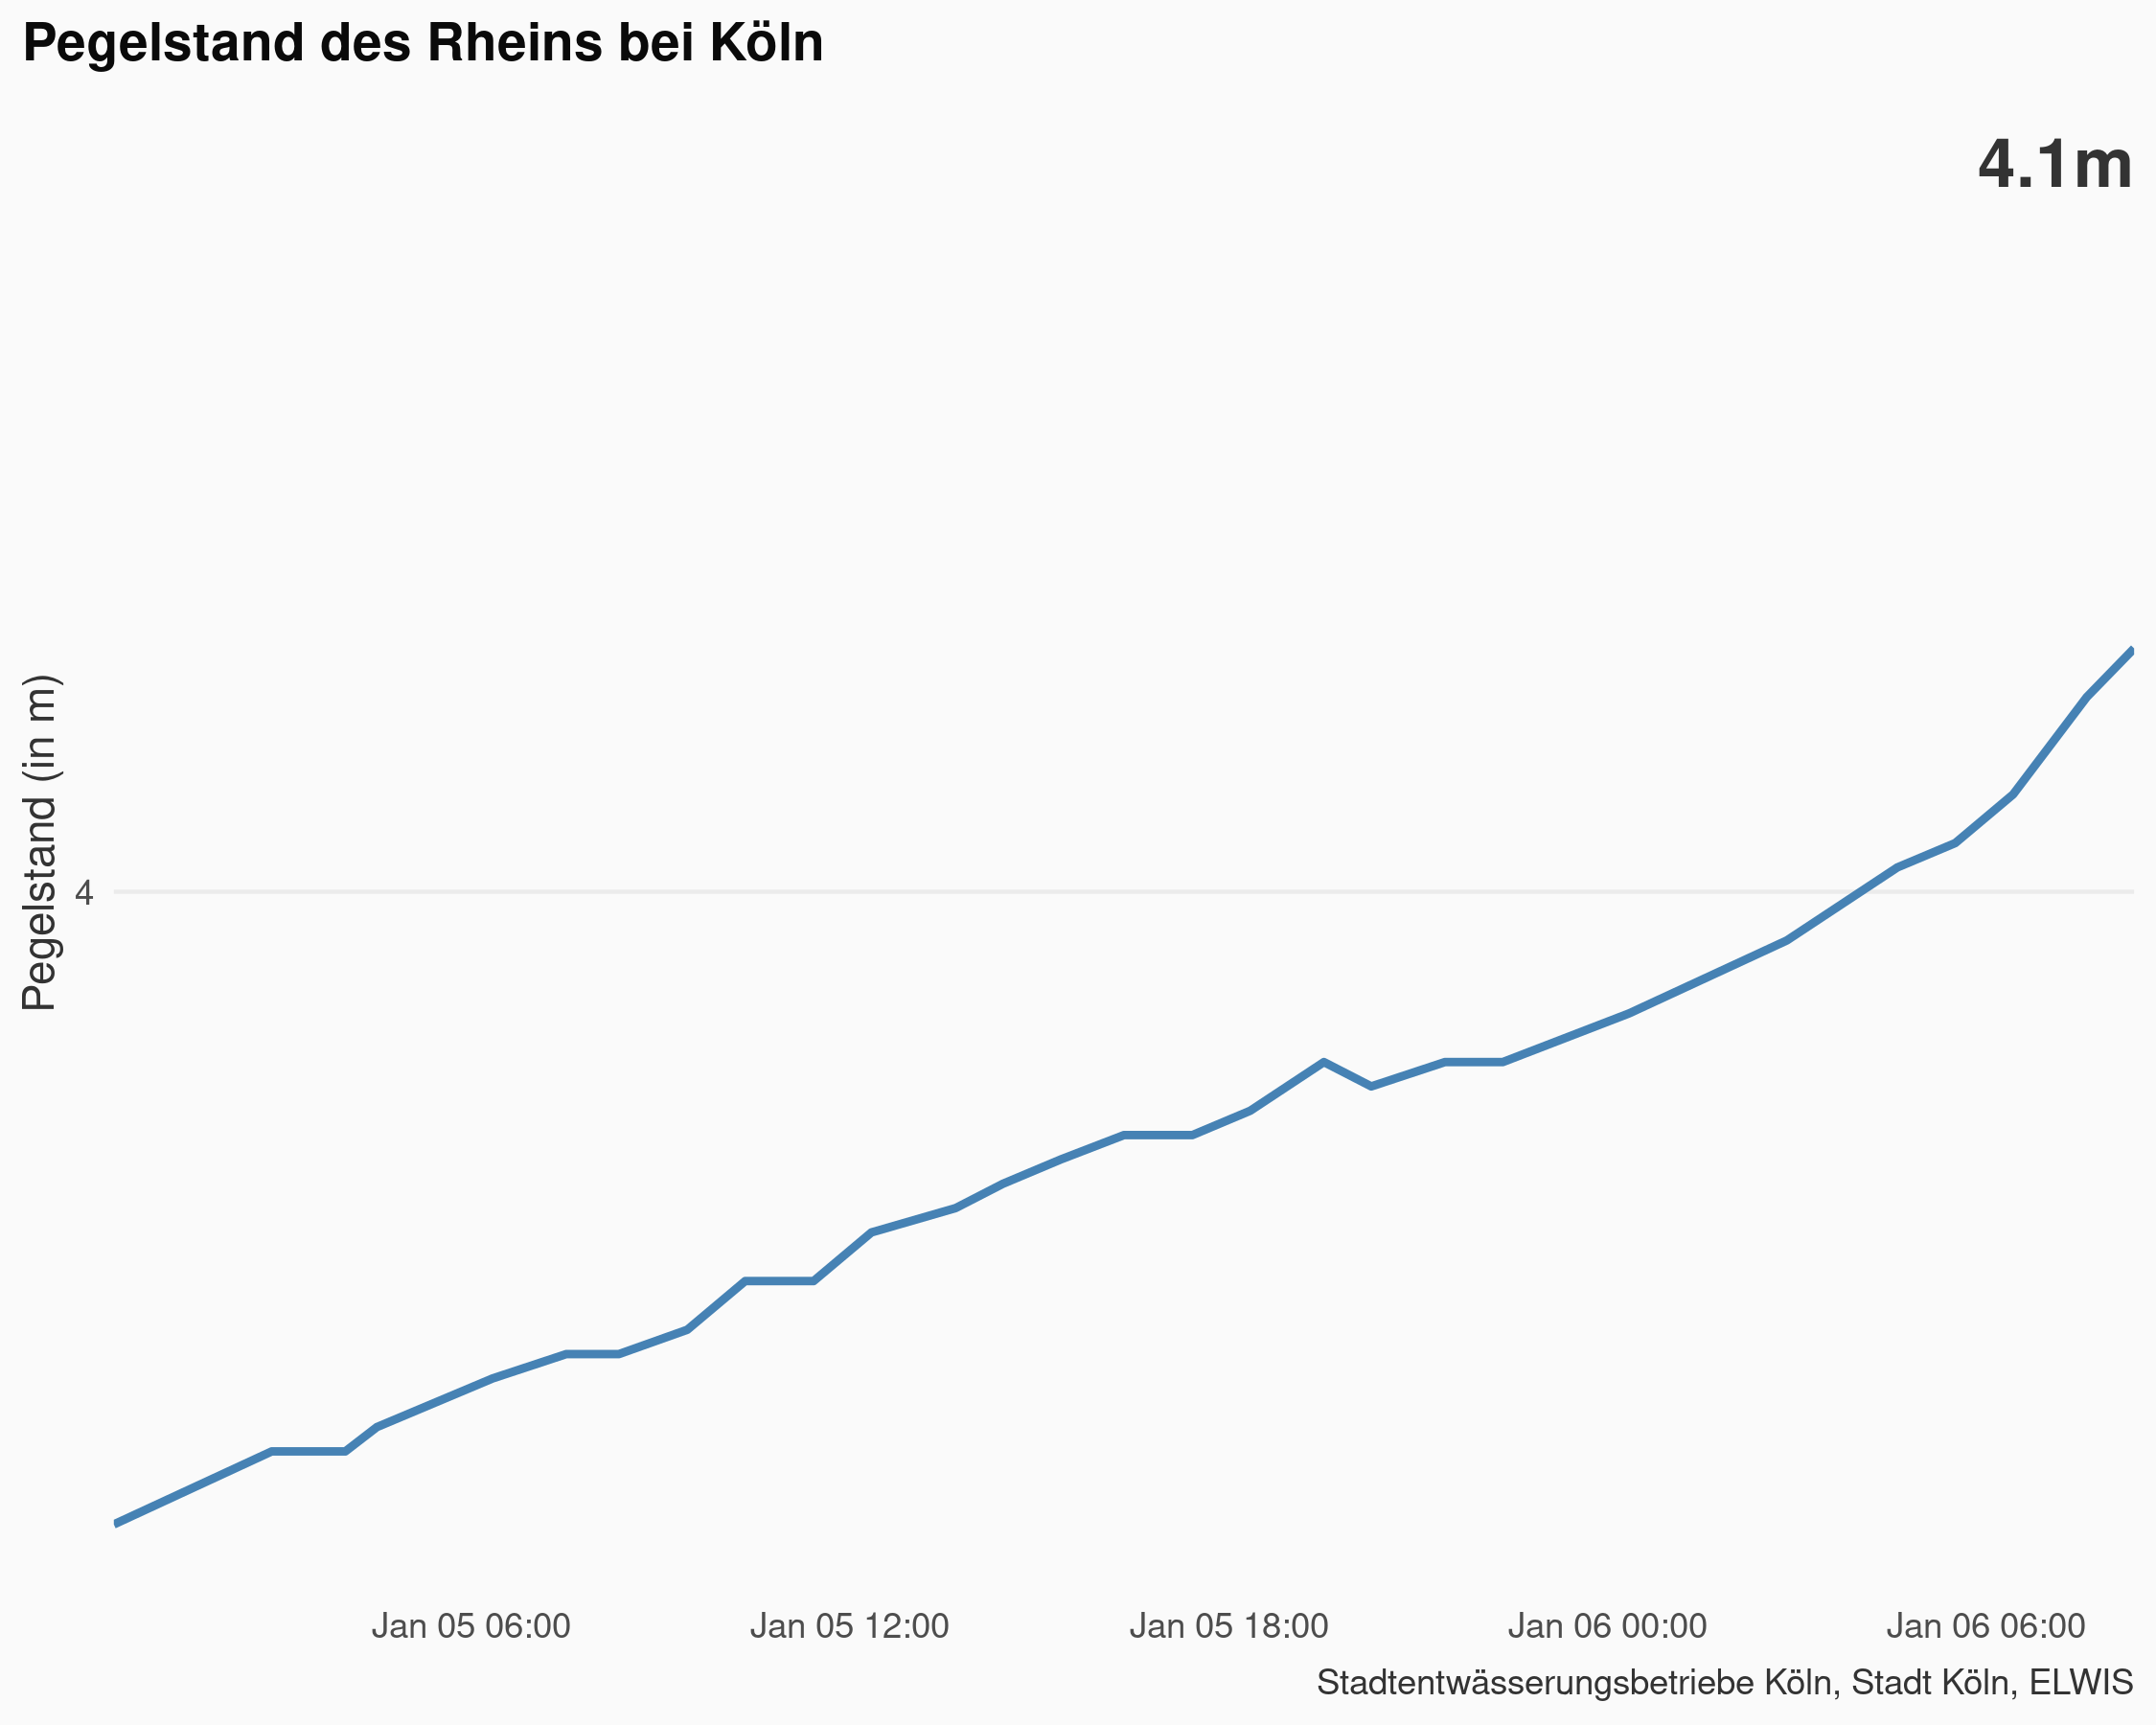 Pegelstand des Rheins bei Köln
4.1m
Pegelstand (in m)
4
Jan 05 06:00
Jan 05 12:00
Jan 05 18:00
Jan 06 00:00
Jan 06 06:00
Stadtentwässerungsbetriebe Köln, Stadt Köln, ELWIS